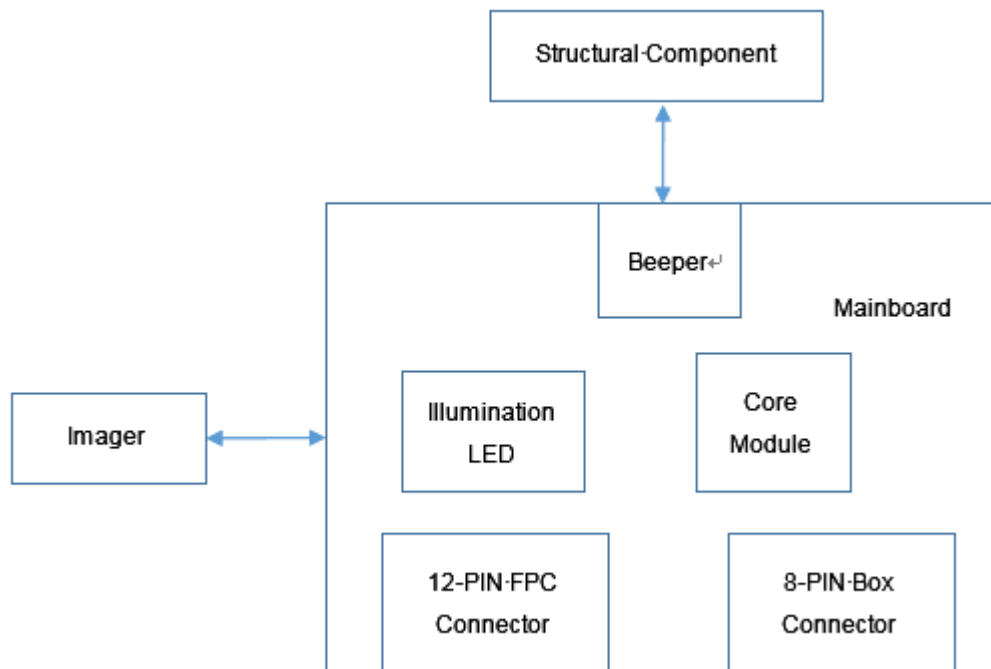 Structural·Component
Beeper↵
Mainboard
Imager
Illumination
LED
Core
Module
12-PIN·FPC
Connector
8-PIN·Box
Connector